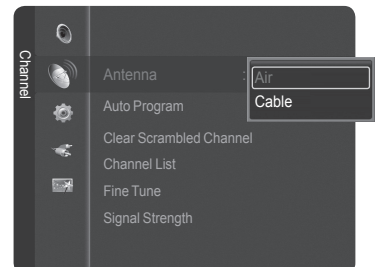 Channel
Antenna : Air
Cable
Auto Program
Clear Scrambled Channel
Channel List
Fine Tune
Signal Strength